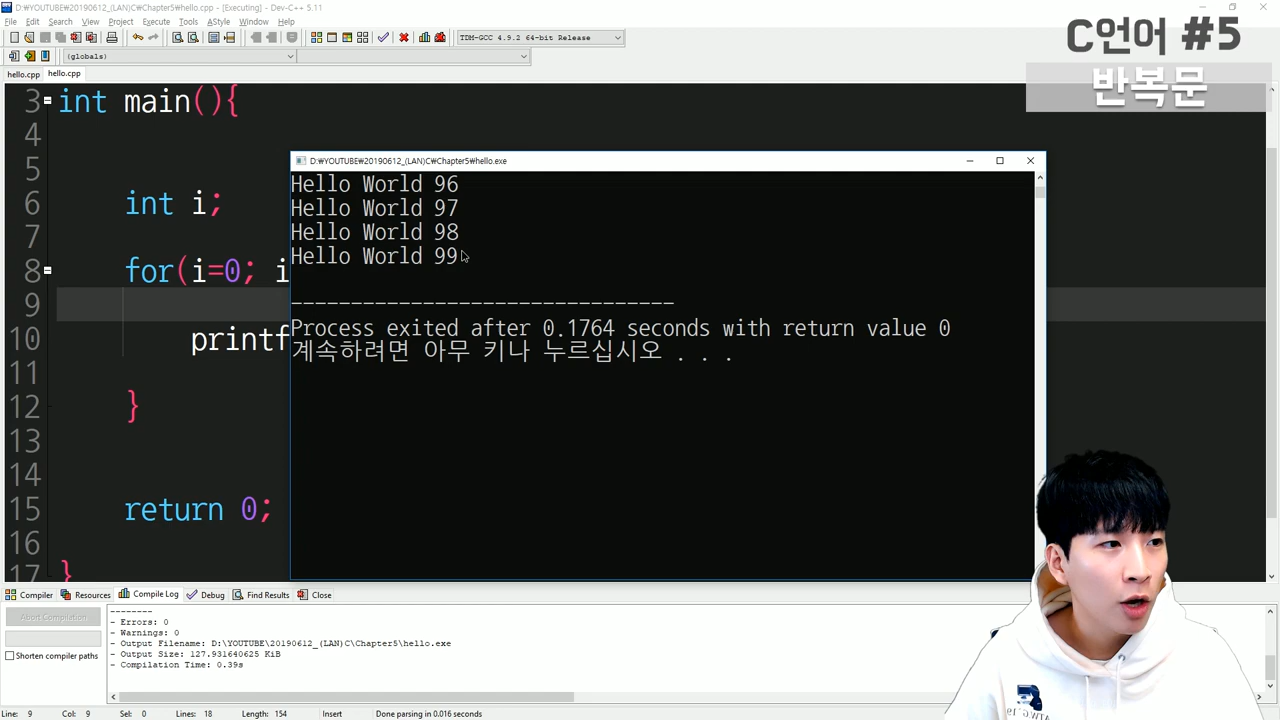 D:\YOUTUBE\20190612_(LAN)C\Chapter5\hello.cpp - [Executing] - Dev-C++ 5.11
File Edit Search View Project Execute Tools AStyle Window Help
TDM-GCC 4.9.2 64-bit Release
(globals)
hello.cpp hello.cpp
C언어 #5
반복문
3 int main(){
4
5
6 int i;
7
8 for(i=0; i
9
10 printf
11
12 }
13
14
15 return 0;
16
17 }
D:₩YOUTUBE₩20190612_(LAN)C₩Chapter5₩hello.exe
Hello World 96
Hello World 97
Hello World 98
Hello World 99
--------------------------------
Process exited after 0.1764 seconds with return value 0
계속하려면 아무 키나 누르십시오 . . .
Compiler Resources Compile Log Debug Find Results Close
Abort Compilation
Shorten compiler paths
--------
- Errors: 0
- Warnings: 0
- Output Filename: D:\YOUTUBE\20190612_(LAN)C\Chapter5\hello.exe
- Output Size: 127.931640625 KiB
- Compilation Time: 0.39s
Line: 9 Col: 9 Sel: 0 Lines: 18 Length: 154 Done parsing in 0.016 seconds